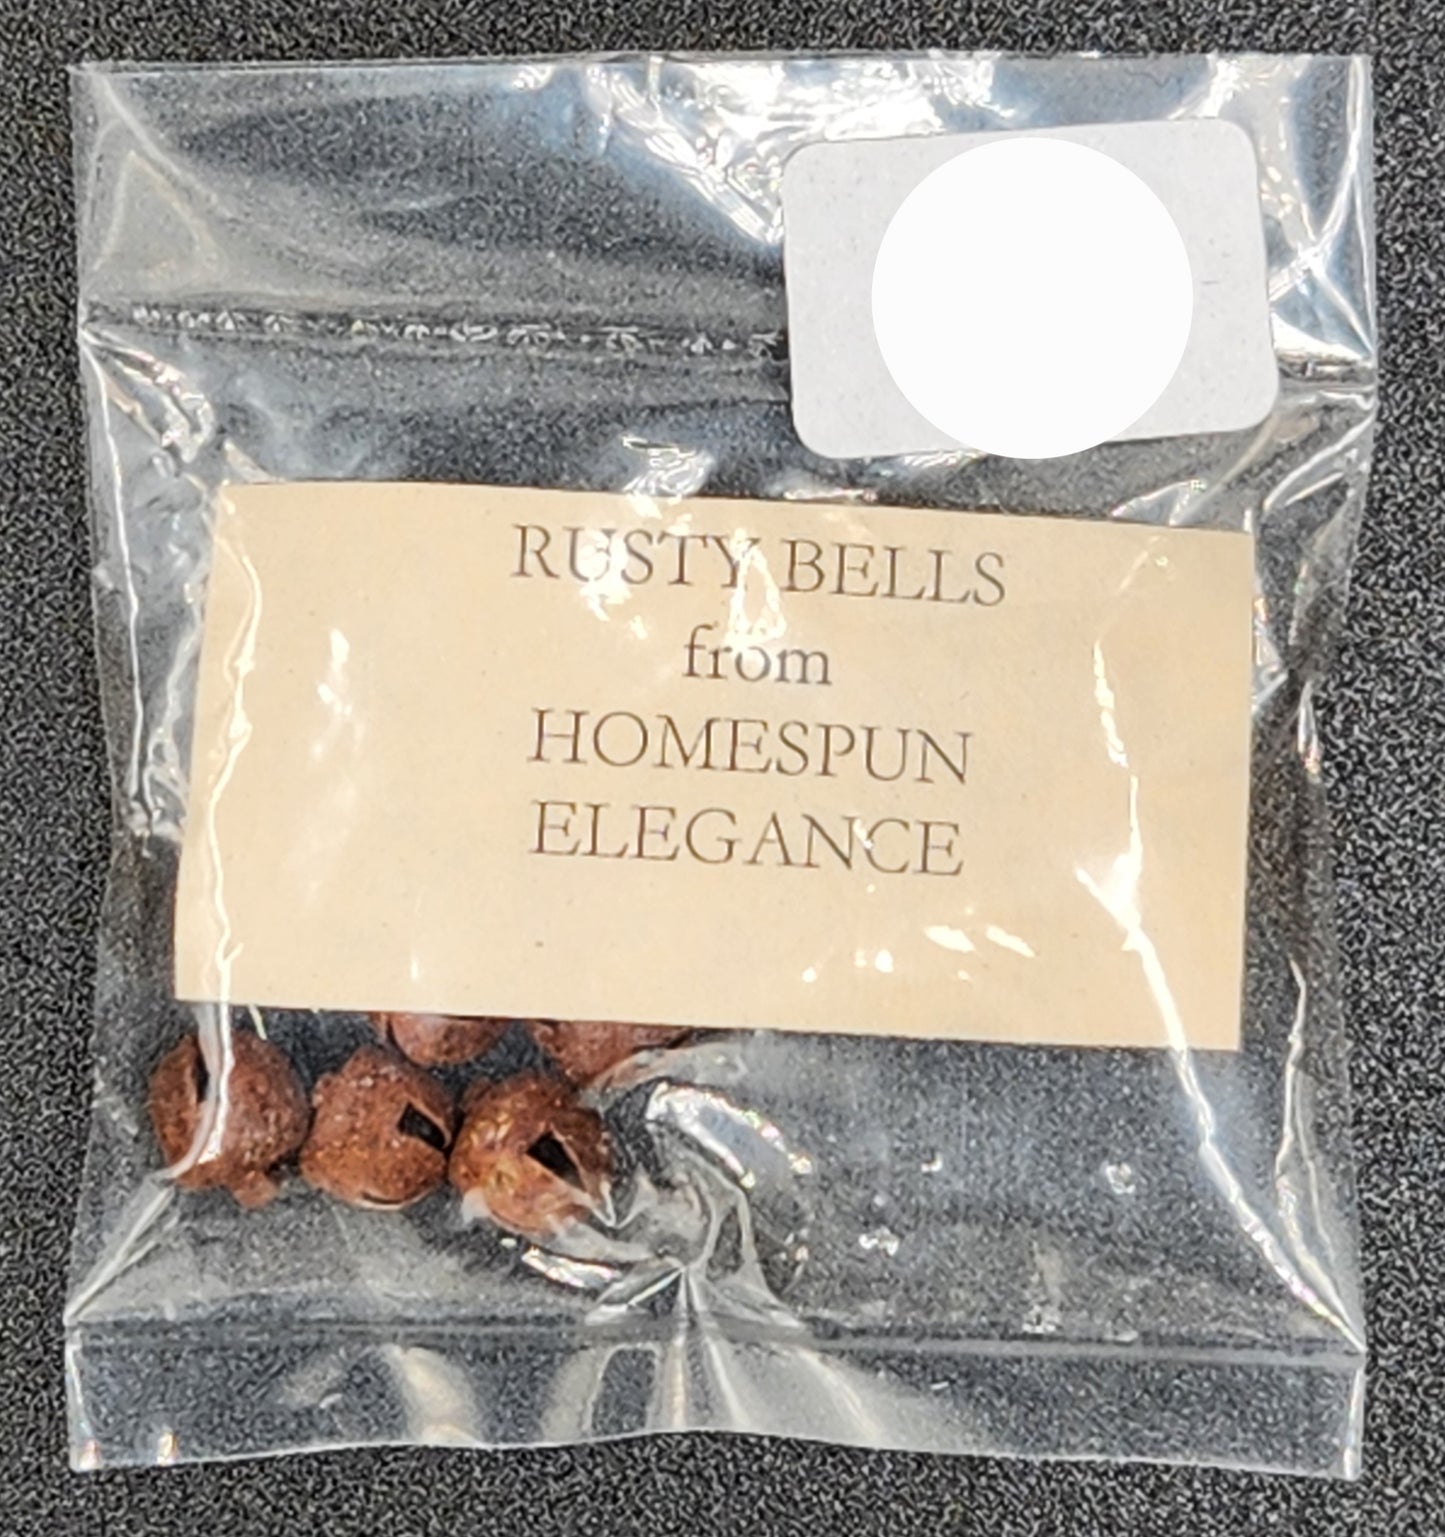 RUSTY BELLS
from
HOMESPUN
ELEGANCE